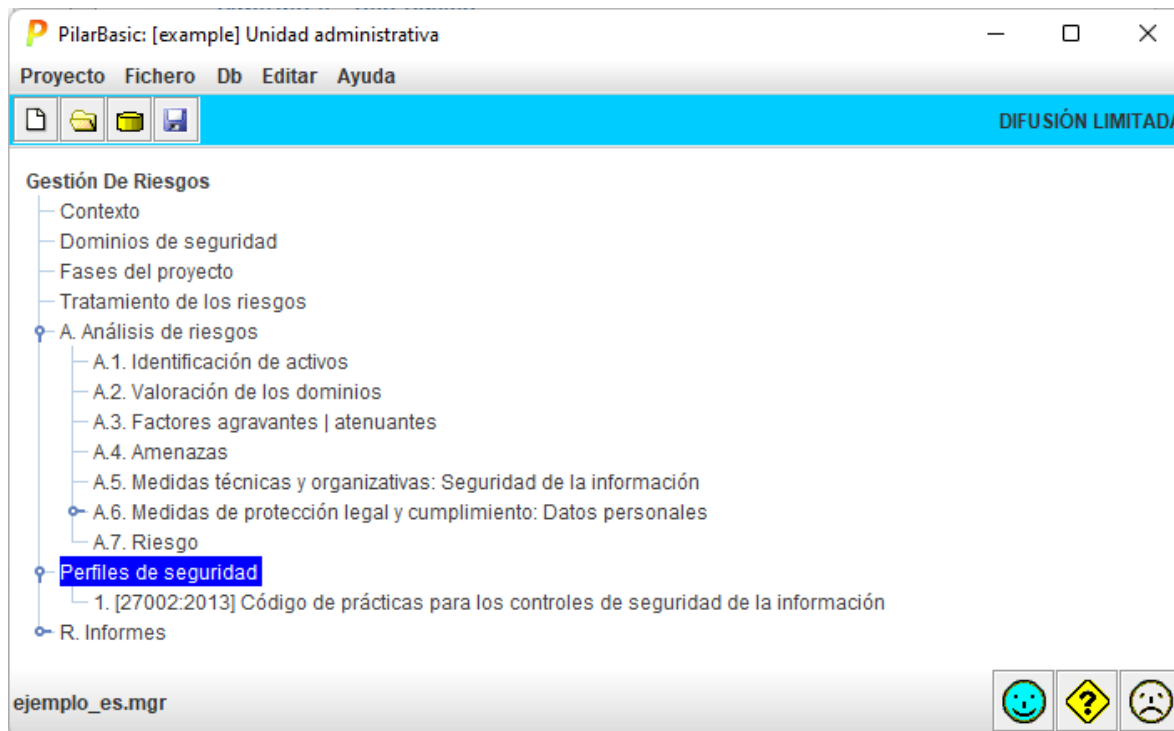 PilarBasic: [example] Unidad administrativa
Proyecto Fichero Db Editar Ayuda
DIFUSIÓN LIMITADA
Gestión De Riesgos
Contexto
Dominios de seguridad
Fases del proyecto
Tratamiento de los riesgos
A. Análisis de riesgos
A.1. Identificación de activos
A.2. Valoración de los dominios
A.3. Factores agravantes | atenuantes
A.4. Amenazas
A.5. Medidas técnicas y organizativas: Seguridad de la información
A.6. Medidas de protección legal y cumplimiento: Datos personales
A.7. Riesgo
Perfiles de seguridad
1. [27002:2013] Código de prácticas para los controles de seguridad de la información
R. Informes
ejemplo_es.mgr